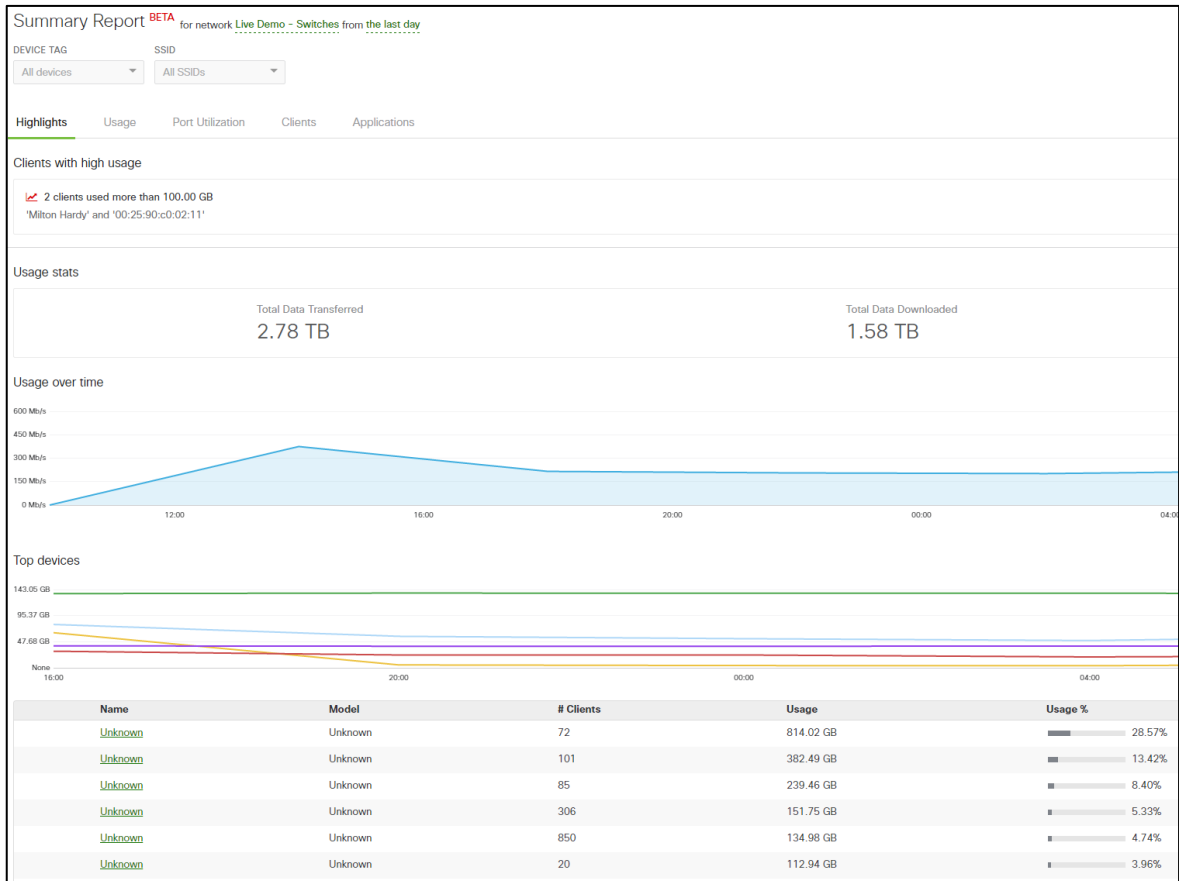 Summary Report BETA for network Live Demo - Switches from the last day
DEVICE TAG SSID
All devices All SSIDs
Highlights Usage Port Utilization Clients Applications
Clients with high usage
2 clients used more than 100.00 GB
'Milton Hardy' and '00:25:90:c0:02:11'
Usage stats
Total Data Transferred Total Data Downloaded
2.78 TB 1.58 TB
Usage over time
600 Mb/s
450 Mb/s
300 Mb/s
150 Mb/s
0 Mb/s
12:00 16:00 20:00 00:00 04:00
Top devices
143.05 GB
95.37 GB
47.68 GB
None
16:00 20:00 00:00 04:00
Name Model # Clients Usage Usage %
Unknown Unknown 72 814.02 GB 28.57%
Unknown Unknown 101 382.49 GB 13.42%
Unknown Unknown 85 239.46 GB 8.40%
Unknown Unknown 306 151.75 GB 5.33%
Unknown Unknown 850 134.98 GB 4.74%
Unknown Unknown 20 112.94 GB 3.96%